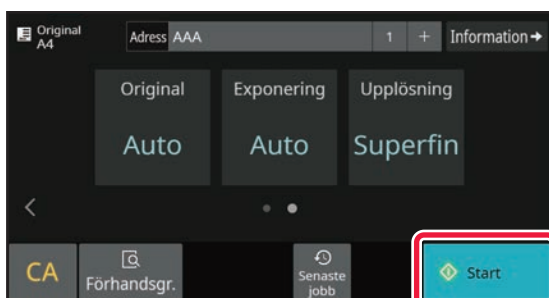 Original
A4
Adress AAA 1 + Information
Original Exponering Upplösning
Auto Auto Superfin
CA
Förhandsgr.
Senaste
jobb
Start